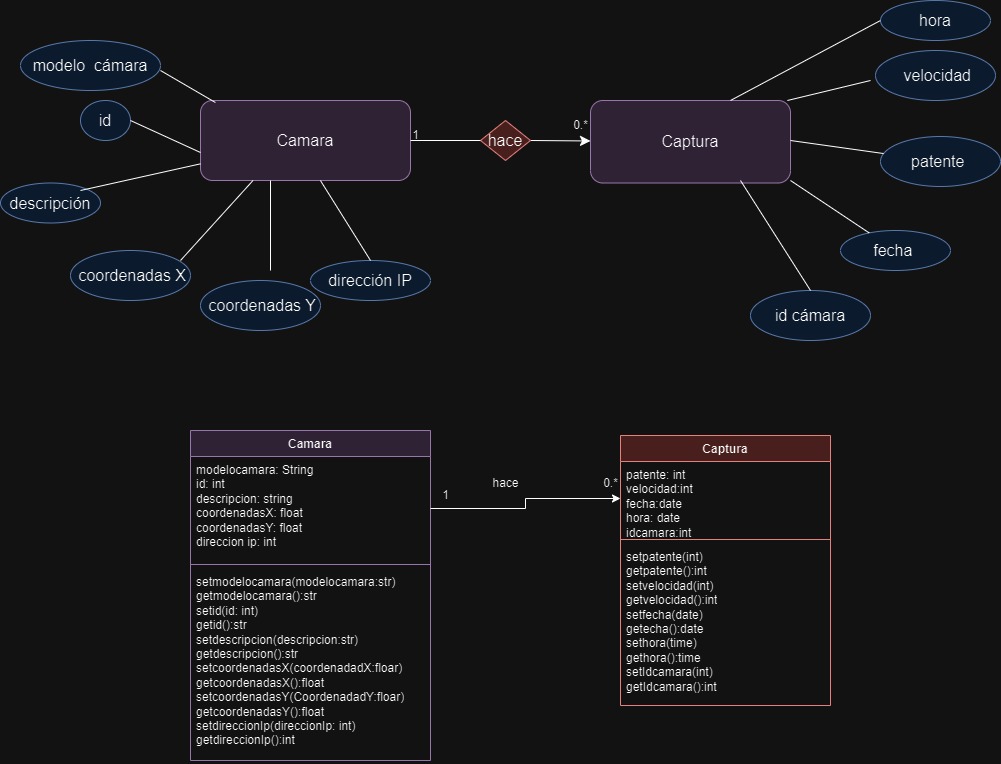 hora
modelo cámara
velocidad
id
Camara
1
hace
0.*
Captura
patente
descripción
fecha
coordenadas X
dirección IP
coordenadas Y
id cámara
Camara
modelocamara: String
id: int
descripcion: string
coordenadasX: float
coordenadasY: float
direccion ip: int
setmodelocamara(modelocamara:str)
getmodelocamara():str
setid(id: int)
getid():str
setdescripcion(descripcion:str)
getdescripcion():str
setcoordenadasX(coordenadadX:floar)
getcoordenadasX():float
setcoordenadasY(CoordenadadY:floar)
getcoordenadasY():float
setdireccionIp(direccionIp: int)
getdireccionIp():int
1
hace
0.*
Captura
patente: int
velocidad:int
fecha:date
hora: date
idcamara:int
setpatente(int)
getpatente():int
setvelocidad(int)
getvelocidad():int
setfecha(date)
getecha():date
sethora(time)
gethora():time
setIdcamara(int)
getIdcamara():int